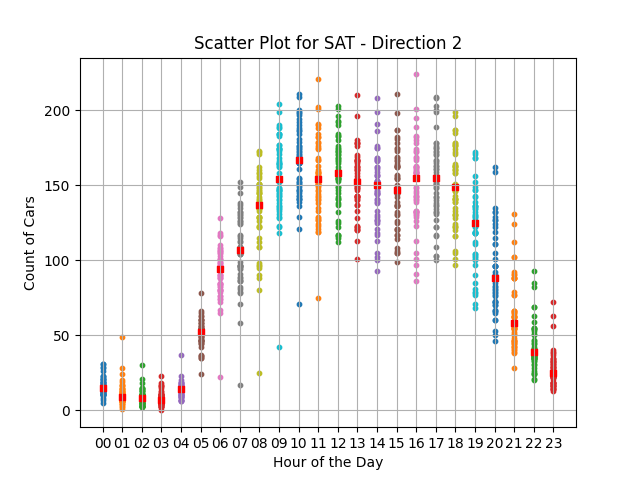 Scatter Plot for SAT - Direction 2
Count of Cars
200
150
100
50
0
00 01 02 03 04 05 06 07 08 09 10 11 12 13 14 15 16 17 18 19 20 21 22 23
Hour of the Day